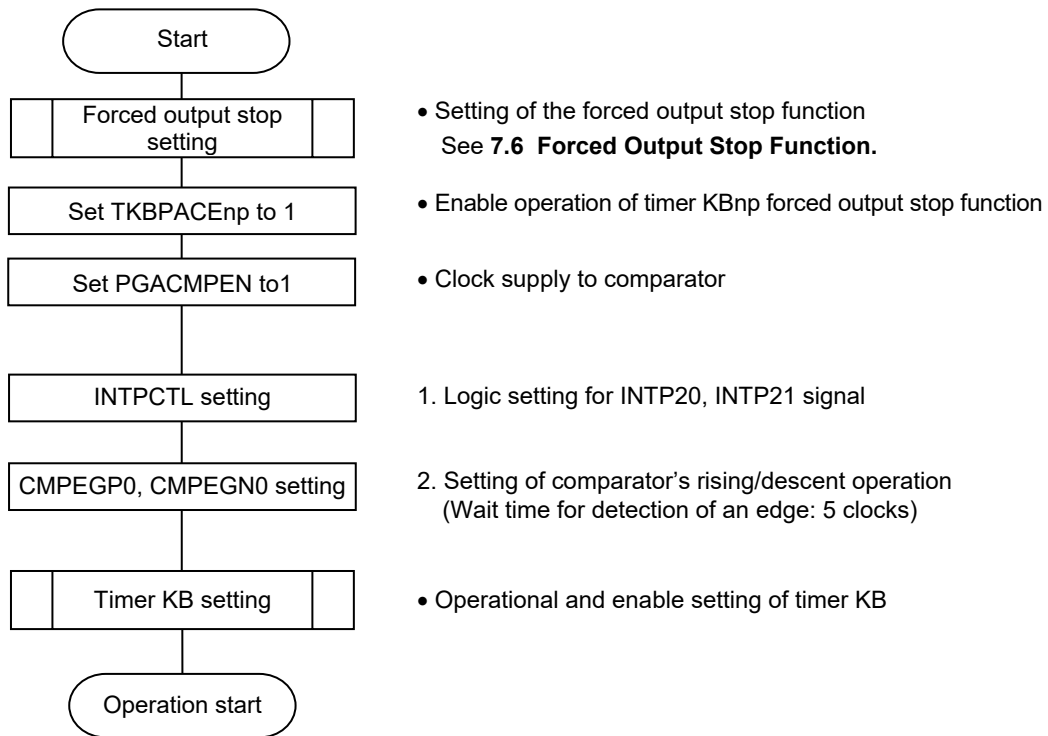 Start
Forced output stop
setting
• Setting of the forced output stop function
See 7.6 Forced Output Stop Function.
Set TKBPACEnp to 1
• Enable operation of timer KBnp forced output stop function
Set PGACMPEN to1
• Clock supply to comparator
INTPCTL setting
1. Logic setting for INTP20, INTP21 signal
CMPEGP0, CMPEGN0 setting
2. Setting of comparator’s rising/descent operation
(Wait time for detection of an edge: 5 clocks)
Timer KB setting
• Operational and enable setting of timer KB
Operation start